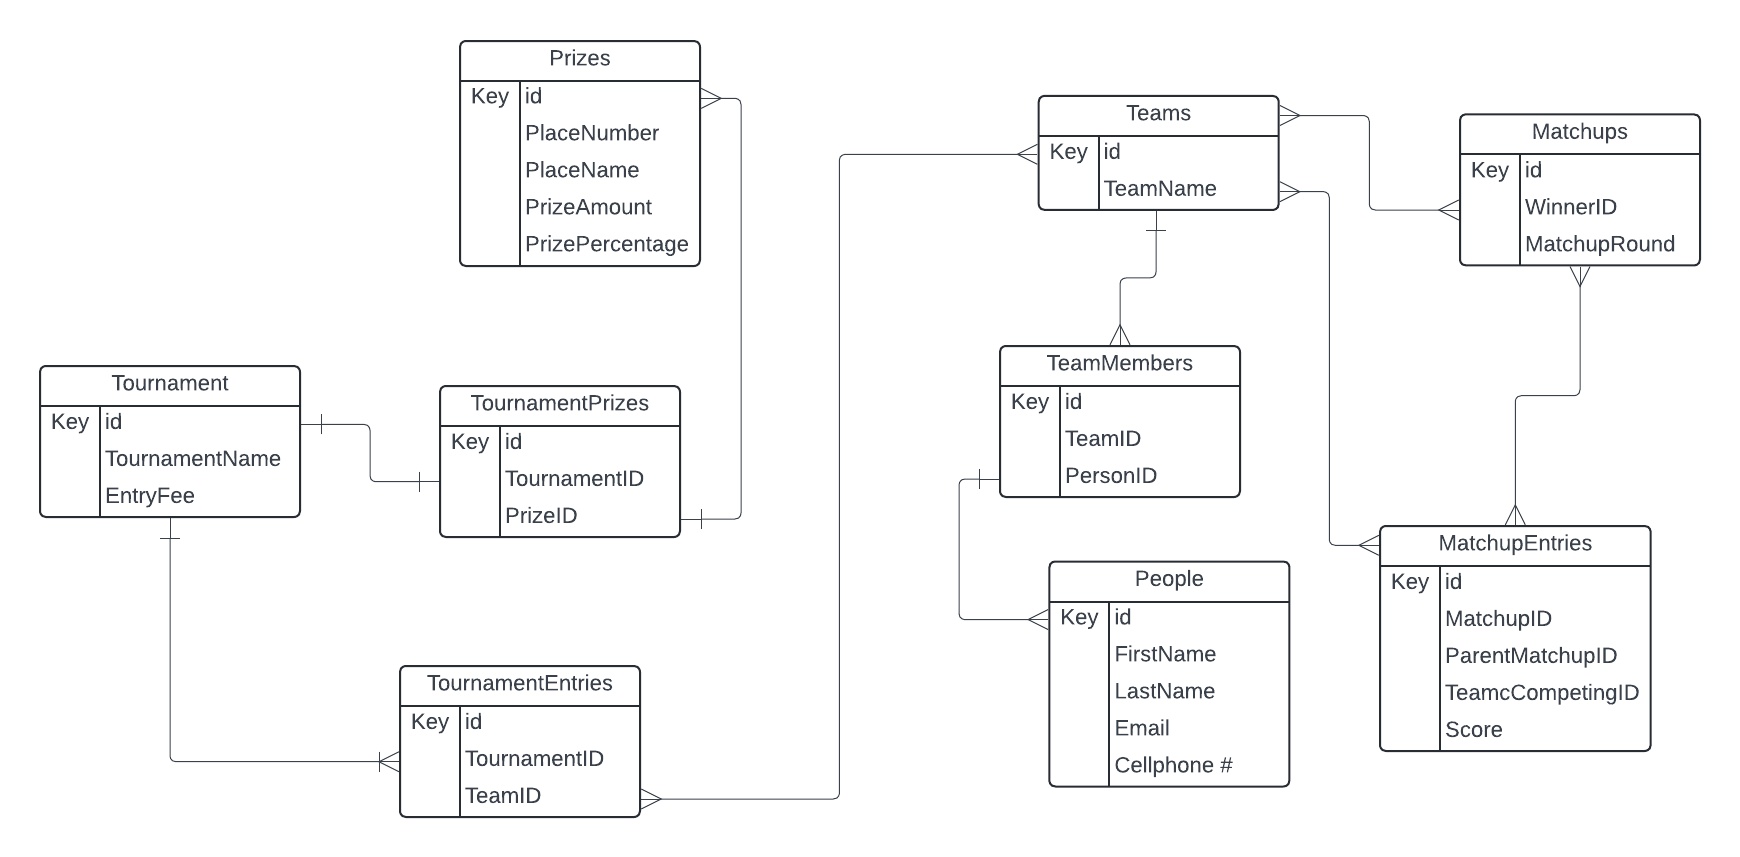 Prizes
Key id
PlaceNumber
PlaceName
PrizeAmount
PrizePercentage
Teams
Key id
TeamName
Matchups
Key id
WinnerID
MatchupRound
Tournament
Key id
TournamentName
EntryFee
TournamentPrizes
Key id
TournamentID
PrizeID
TeamMembers
Key id
TeamID
PersonID
People
Key id
FirstName
LastName
Email
Cellphone #
MatchupEntries
Key id
MatchupID
ParentMatchupID
TeamcCompetingID
Score
TournamentEntries
Key id
TournamentID
TeamID